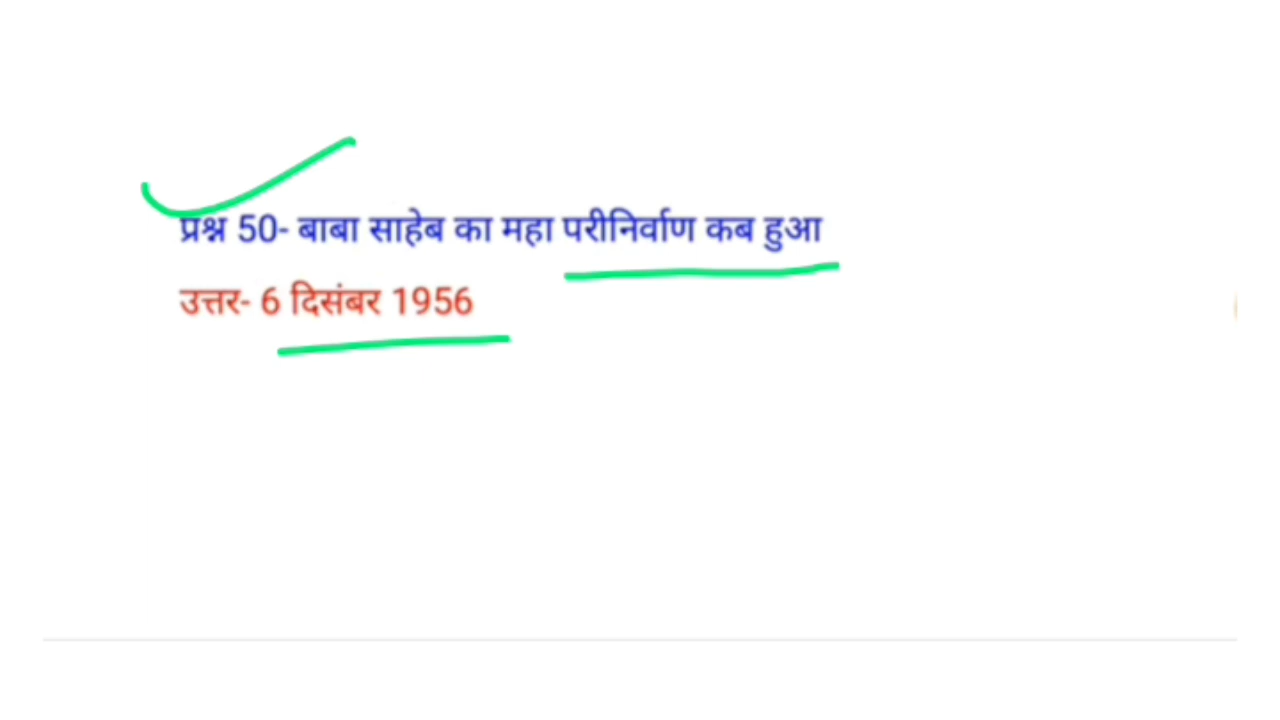 प्रश्न 50- बाबा साहेब का महा परीनिर्वाण कब हुआ
उत्तर- 6 दिसंबर 1956